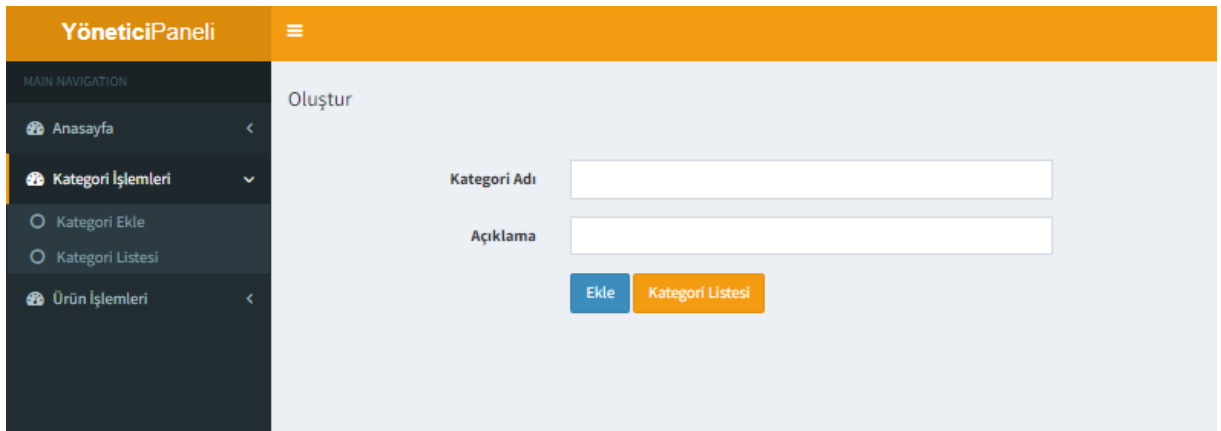 YöneticiPaneli
MAIN NAVIGATION
Anasayfa
Kategori İşlemleri
Kategori Ekle
Kategori Listesi
Ürün İşlemleri
Oluştur
Kategori Adı
Açıklama
Ekle Kategori Listesi